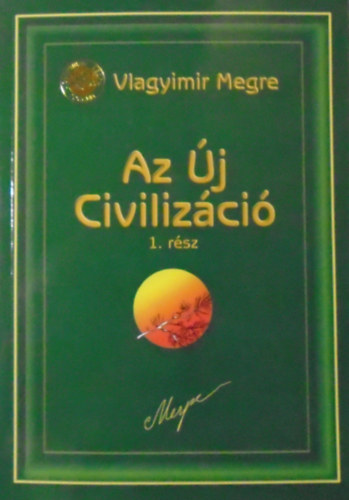 Vlagyimir Megre
Az Új
Civilizáció
1. rész